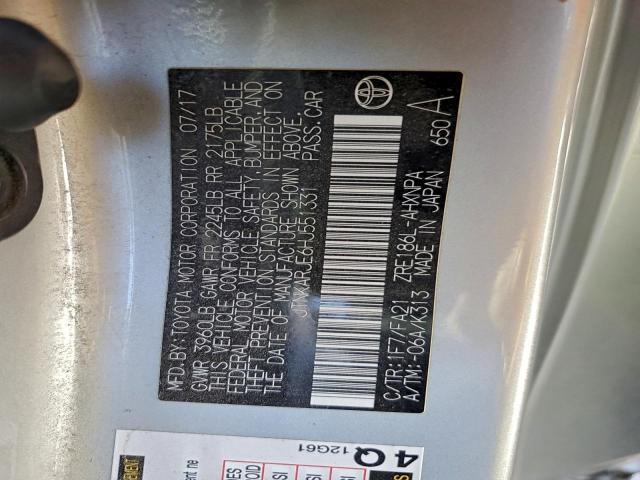 MFD.BY:TOYOTA MOTOR CORPORATION 07/17
GVWR 3960LB GAWR FR 2245LB RR 2175LB
THIS VEHICLE CONFORMS TO ALL APPLICABLE
FEDERAL MOTOR VEHICLE SAFETY, BUMPER, AND
THEFT PREVENTION STANDARDS IN EFFECT ON
THE DATE OF MANUFACTURE SHOWN ABOVE.
JTNKARJE6HJ551331 PASS.CAR
C/TR:1F7/FA21 ZRE186L-AHXNPA
A/TM:-06A/K313 MADE IN JAPAN 650 A
4Q
12G61